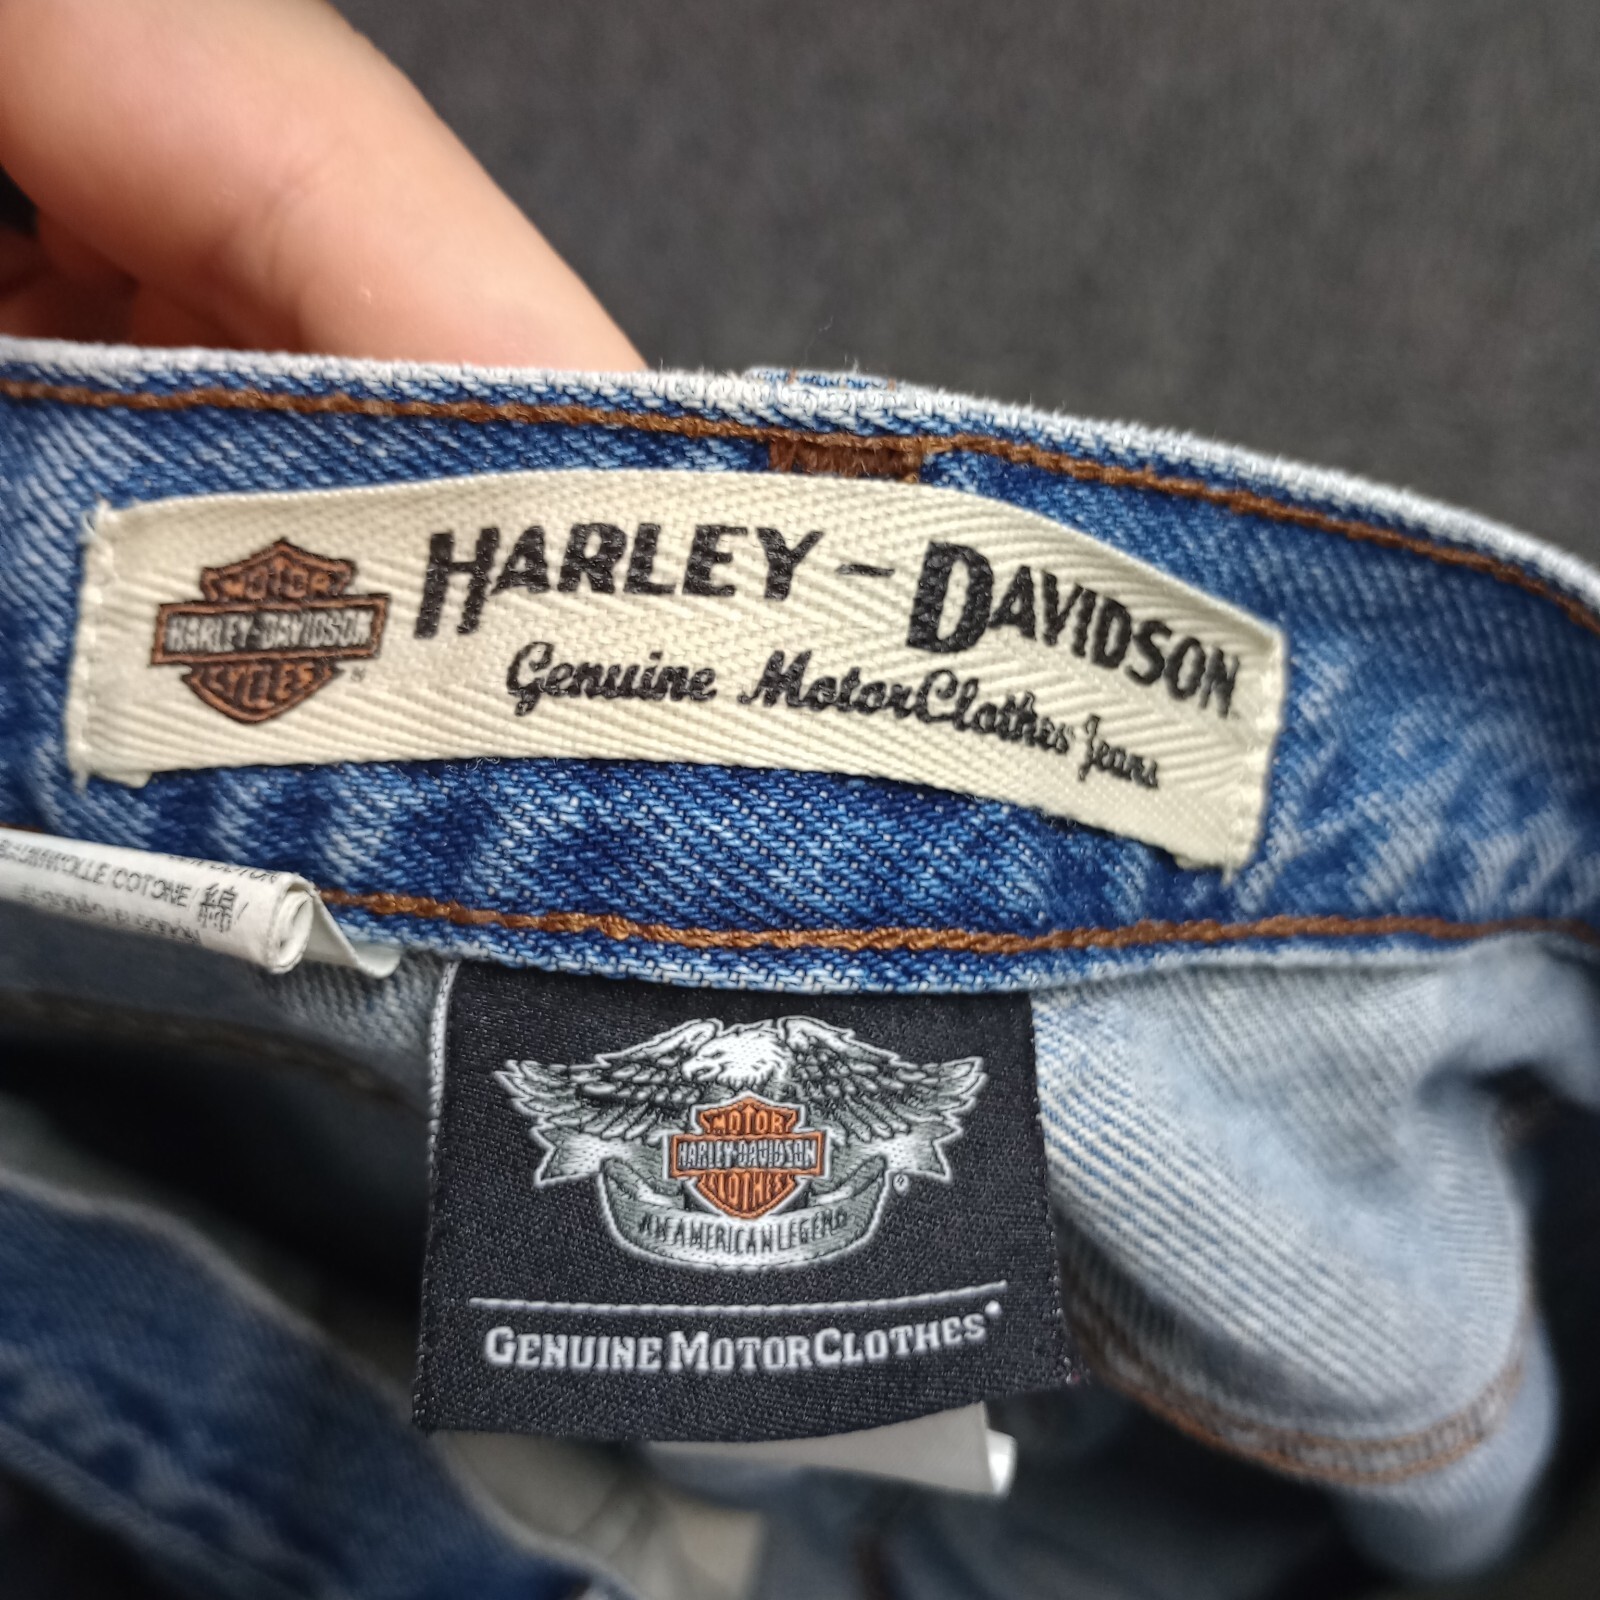 MOTOR
HARLEY-DAVIDSON
CYCLES
HARLEY-DAVIDSON
Genuine MotorClothes Jeans
COTONE/棉/
MOTOR
HARLEY-DAVIDSON
CLOTHES
®
AN AMERICAN LEGEND
GENUINE MOTORCLOTHES®